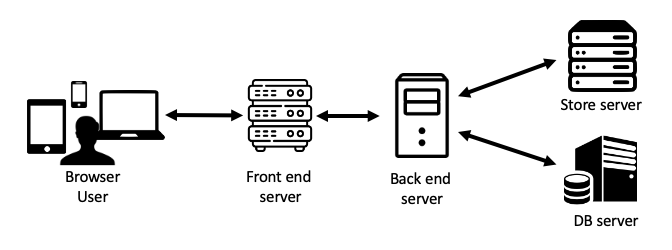 Browser
User
Front end
server
Back end
server
Store server
DB server